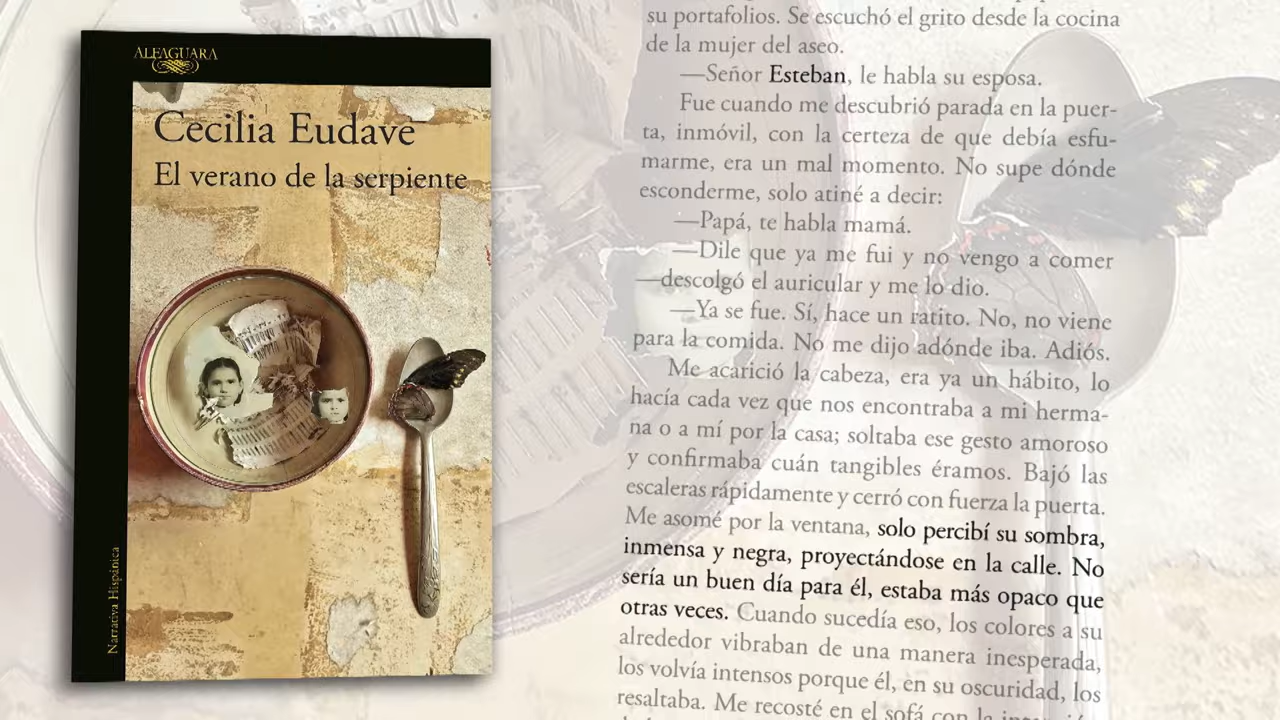 ALFAGUARA
Cecilia Eudave
El verano de la serpiente
Narrativa Hispánica
su portafolios. Se escuchó el grito desde la cocina
de la mujer del aseo.
—Señor Esteban, le habla su esposa.
Fue cuando me descubrió parada en la puer-
ta, inmóvil, con la certeza de que debía esfu-
marme, era un mal momento. No supe dónde
esconderme, solo atiné a decir:
—Papá, te habla mamá.
—Dile que ya me fui y no vengo a comer
—descolgó el auricular y me lo dio.
—Ya se fue. Sí, hace un ratito. No, no viene
para la comida. No me dijo adónde iba. Adiós.
Me acarició la cabeza, era ya un hábito, lo
hacía cada vez que nos encontraba a mi herma-
na o a mí por la casa; soltaba ese gesto amoroso
y confirmaba cuán tangibles éramos. Bajó las
escaleras rápidamente y cerró con fuerza la puerta.
Me asomé por la ventana, solo percibí su sombra,
inmensa y negra, proyectándose en la calle. No
sería un buen día para él, estaba más opaco que
otras veces. Cuando sucedía eso, los colores a su
alrededor vibraban de una manera inesperada,
los volvía intensos porque él, en su oscuridad, los
resaltaba. Me recosté en el sofá con la